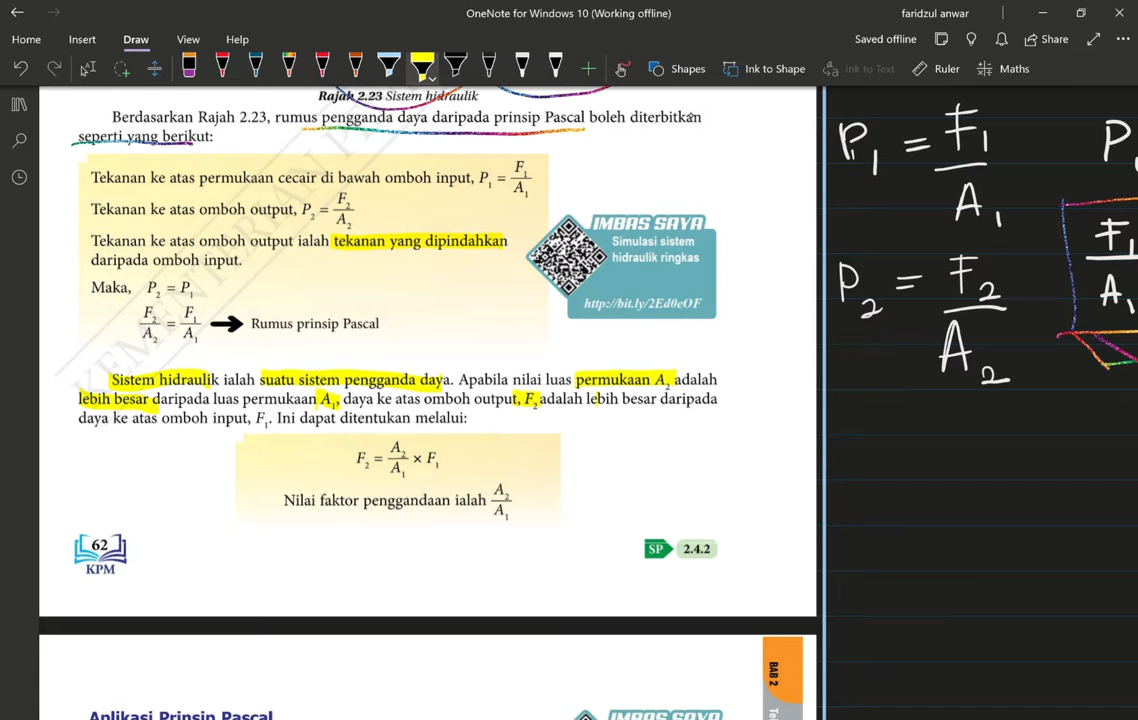 OneNote for Windows 10 (Working offline)
faridzul anwar
Home
Insert
Draw
View
Help
Saved offline
Share
Shapes
Ink to Shape
Ink to Text
Ruler
Maths
Rajah 2.23 Sistem hidraulik
Berdasarkan Rajah 2.23, rumus pengganda daya daripada prinsip Pascal boleh diterbitkan
seperti yang berikut:
Tekanan ke atas permukaan cecair di bawah omboh input, P₁ = F₁/A₁
Tekanan ke atas omboh output, P₂ = F₂/A₂
Tekanan ke atas omboh output ialah tekanan yang dipindahkan
daripada omboh input.
Maka, P₂ = P₁
F₂/A₂ = F₁/A₁ Rumus prinsip Pascal
IMBAS SAYA
Simulasi sistem
hidraulik ringkas
http://bit.ly/2Ed0eOF
KEMENTERIAN
Sistem hidraulik ialah suatu sistem pengganda daya. Apabila nilai luas permukaan A₂ adalah
lebih besar daripada luas permukaan A₁, daya ke atas omboh output, F₂ adalah lebih besar daripada
daya ke atas omboh input, F₁. Ini dapat ditentukan melalui:
F₂ = A₂/A₁ × F₁
Nilai faktor penggandaan ialah A₂/A₁
62
KPM
SP 2.4.2
BAB 2
Aplikasi Prinsip Pascal
IMBAS SAYA
P₁ = F₁/A₁
P
F₁/A₁
P₂ = F₂/A₂